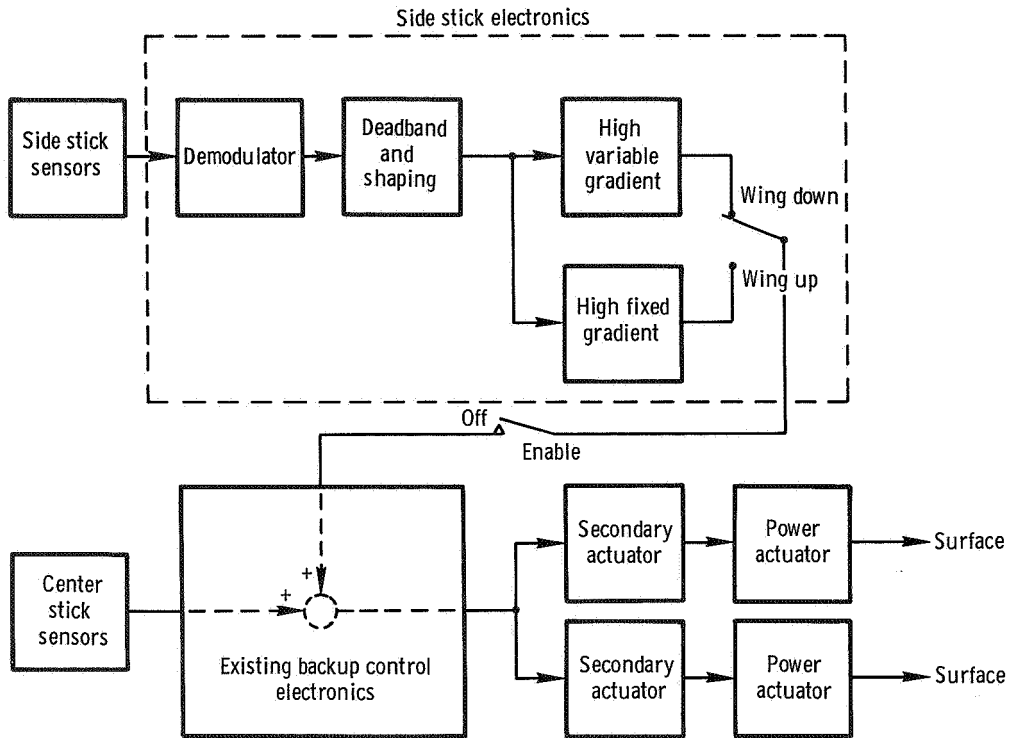 Side stick electronics
Side stick
sensors
Demodulator
Deadband
and
shaping
High
variable
gradient
Wing down
Wing up
High fixed
gradient
Off
Enable
Center
stick
sensors
+
+
Existing backup control
electronics
Secondary
actuator
Power
actuator
Surface
Secondary
actuator
Power
actuator
Surface